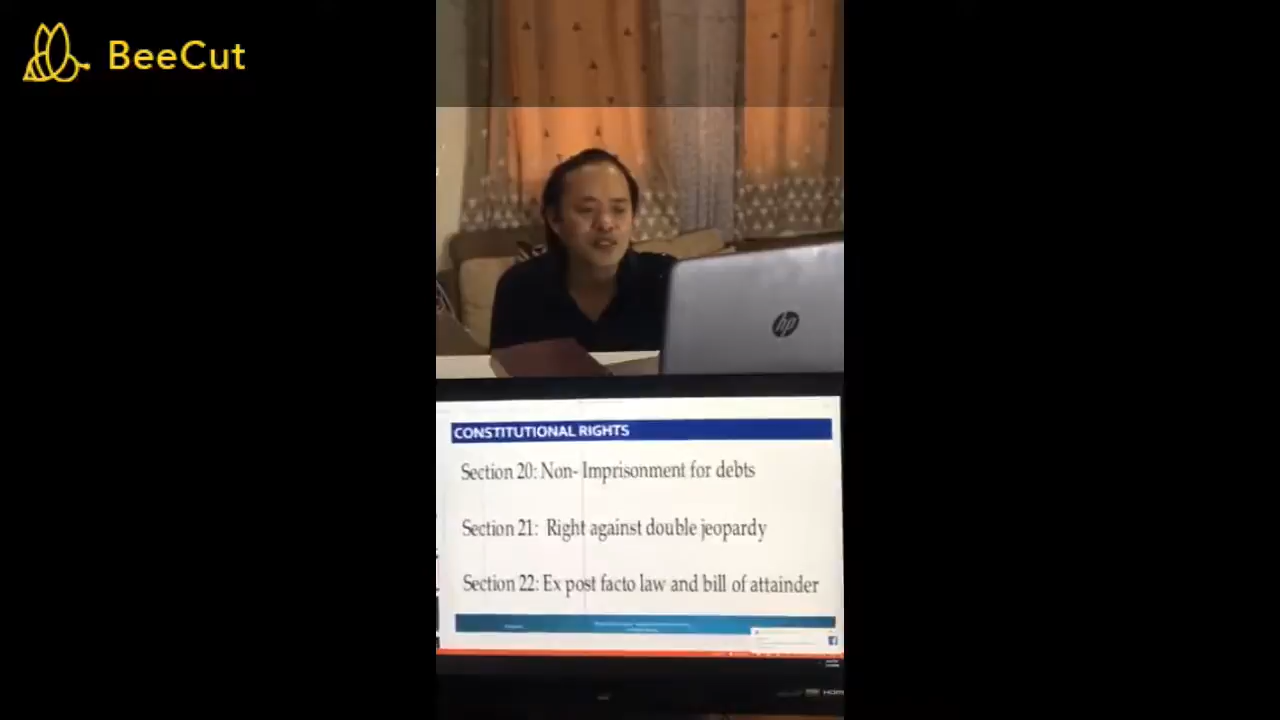 BeeCut
hp
CONSTITUTIONAL RIGHTS
Section 20: Non- Imprisonment for debts
Section 21: Right against double jeopardy
Section 22: Ex post facto law and bill of attainder
HDMI